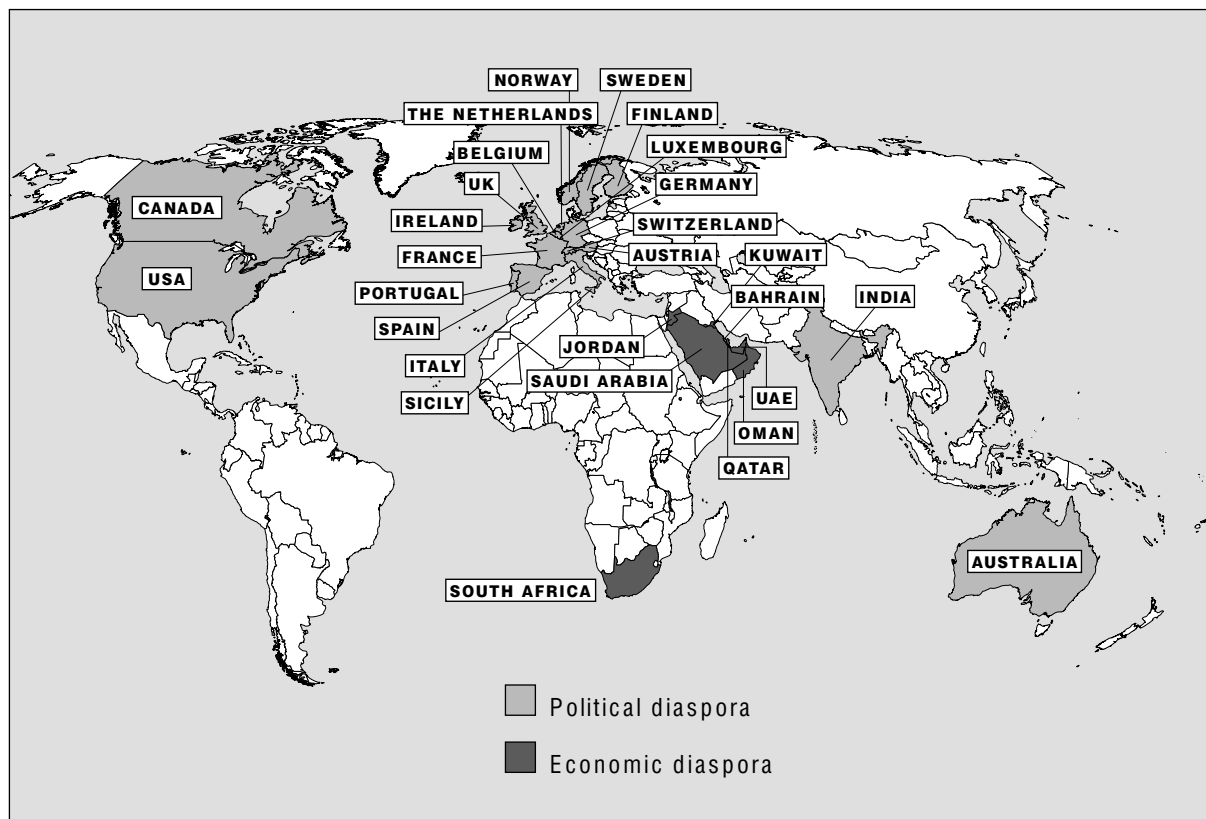 NORWAY
SWEDEN
THE NETHERLANDS
FINLAND
BELGIUM
LUXEMBOURG
UK
GERMANY
CANADA
IRELAND
SWITZERLAND
FRANCE
AUSTRIA
KUWAIT
USA
PORTUGAL
BAHRAIN
INDIA
SPAIN
JORDAN
ITALY
SAUDI ARABIA
SICILY
UAE
OMAN
QATAR
AUSTRALIA
SOUTH AFRICA
Political diaspora
Economic diaspora